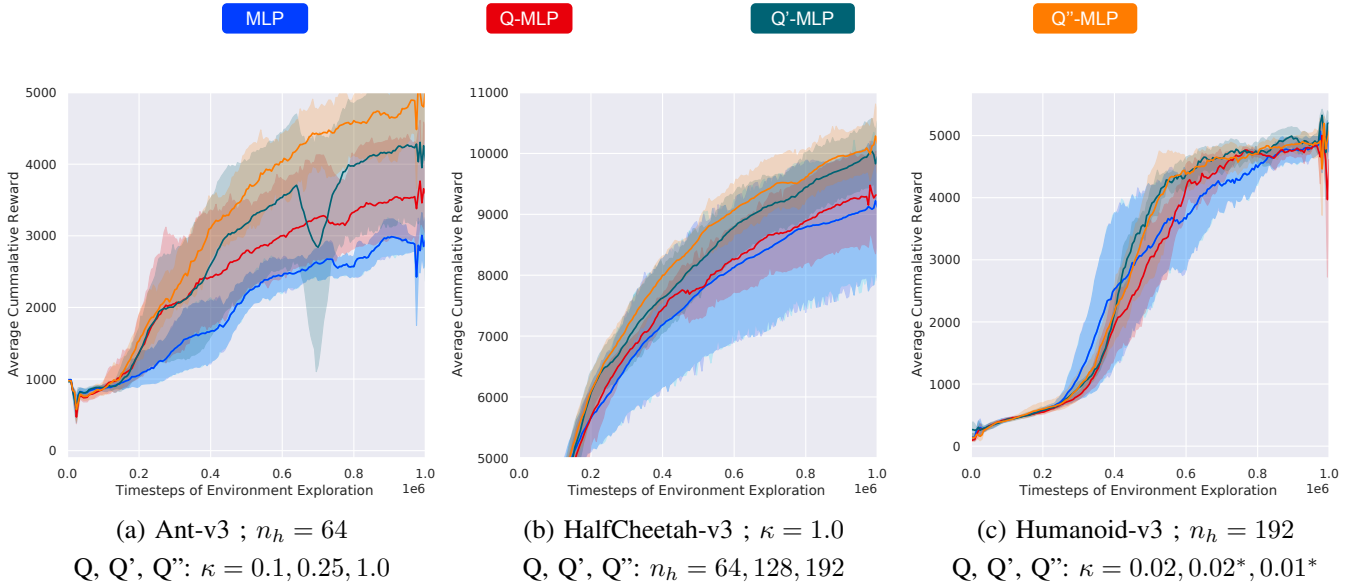 MLP Q-MLP Q'-MLP Q''-MLP
5000
4000
3000
2000
1000
0
Average Cummalative Reward
0.0 0.2 0.4 0.6 0.8 1.0
Timesteps of Environment Exploration 1e6
11000
10000
9000
8000
7000
6000
5000
Average Cummalative Reward
0.0 0.2 0.4 0.6 0.8 1.0
Timesteps of Environment Exploration 1e6
5000
4000
3000
2000
1000
0
Average Cummalative Reward
0.0 0.2 0.4 0.6 0.8 1.0
Timesteps of Environment Exploration 1e6
(a) Ant-v3 ; n_h = 64
Q, Q', Q'': κ = 0.1, 0.25, 1.0
(b) HalfCheetah-v3 ; κ = 1.0
Q, Q', Q'': n_h = 64, 128, 192
(c) Humanoid-v3 ; n_h = 192
Q, Q', Q'': κ = 0.02, 0.02*, 0.01*